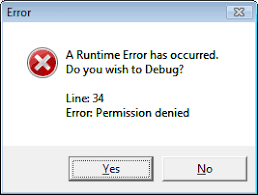 Error
A Runtime Error has occurred.
Do you wish to Debug?
Line: 34
Error: Permission denied
Yes
No